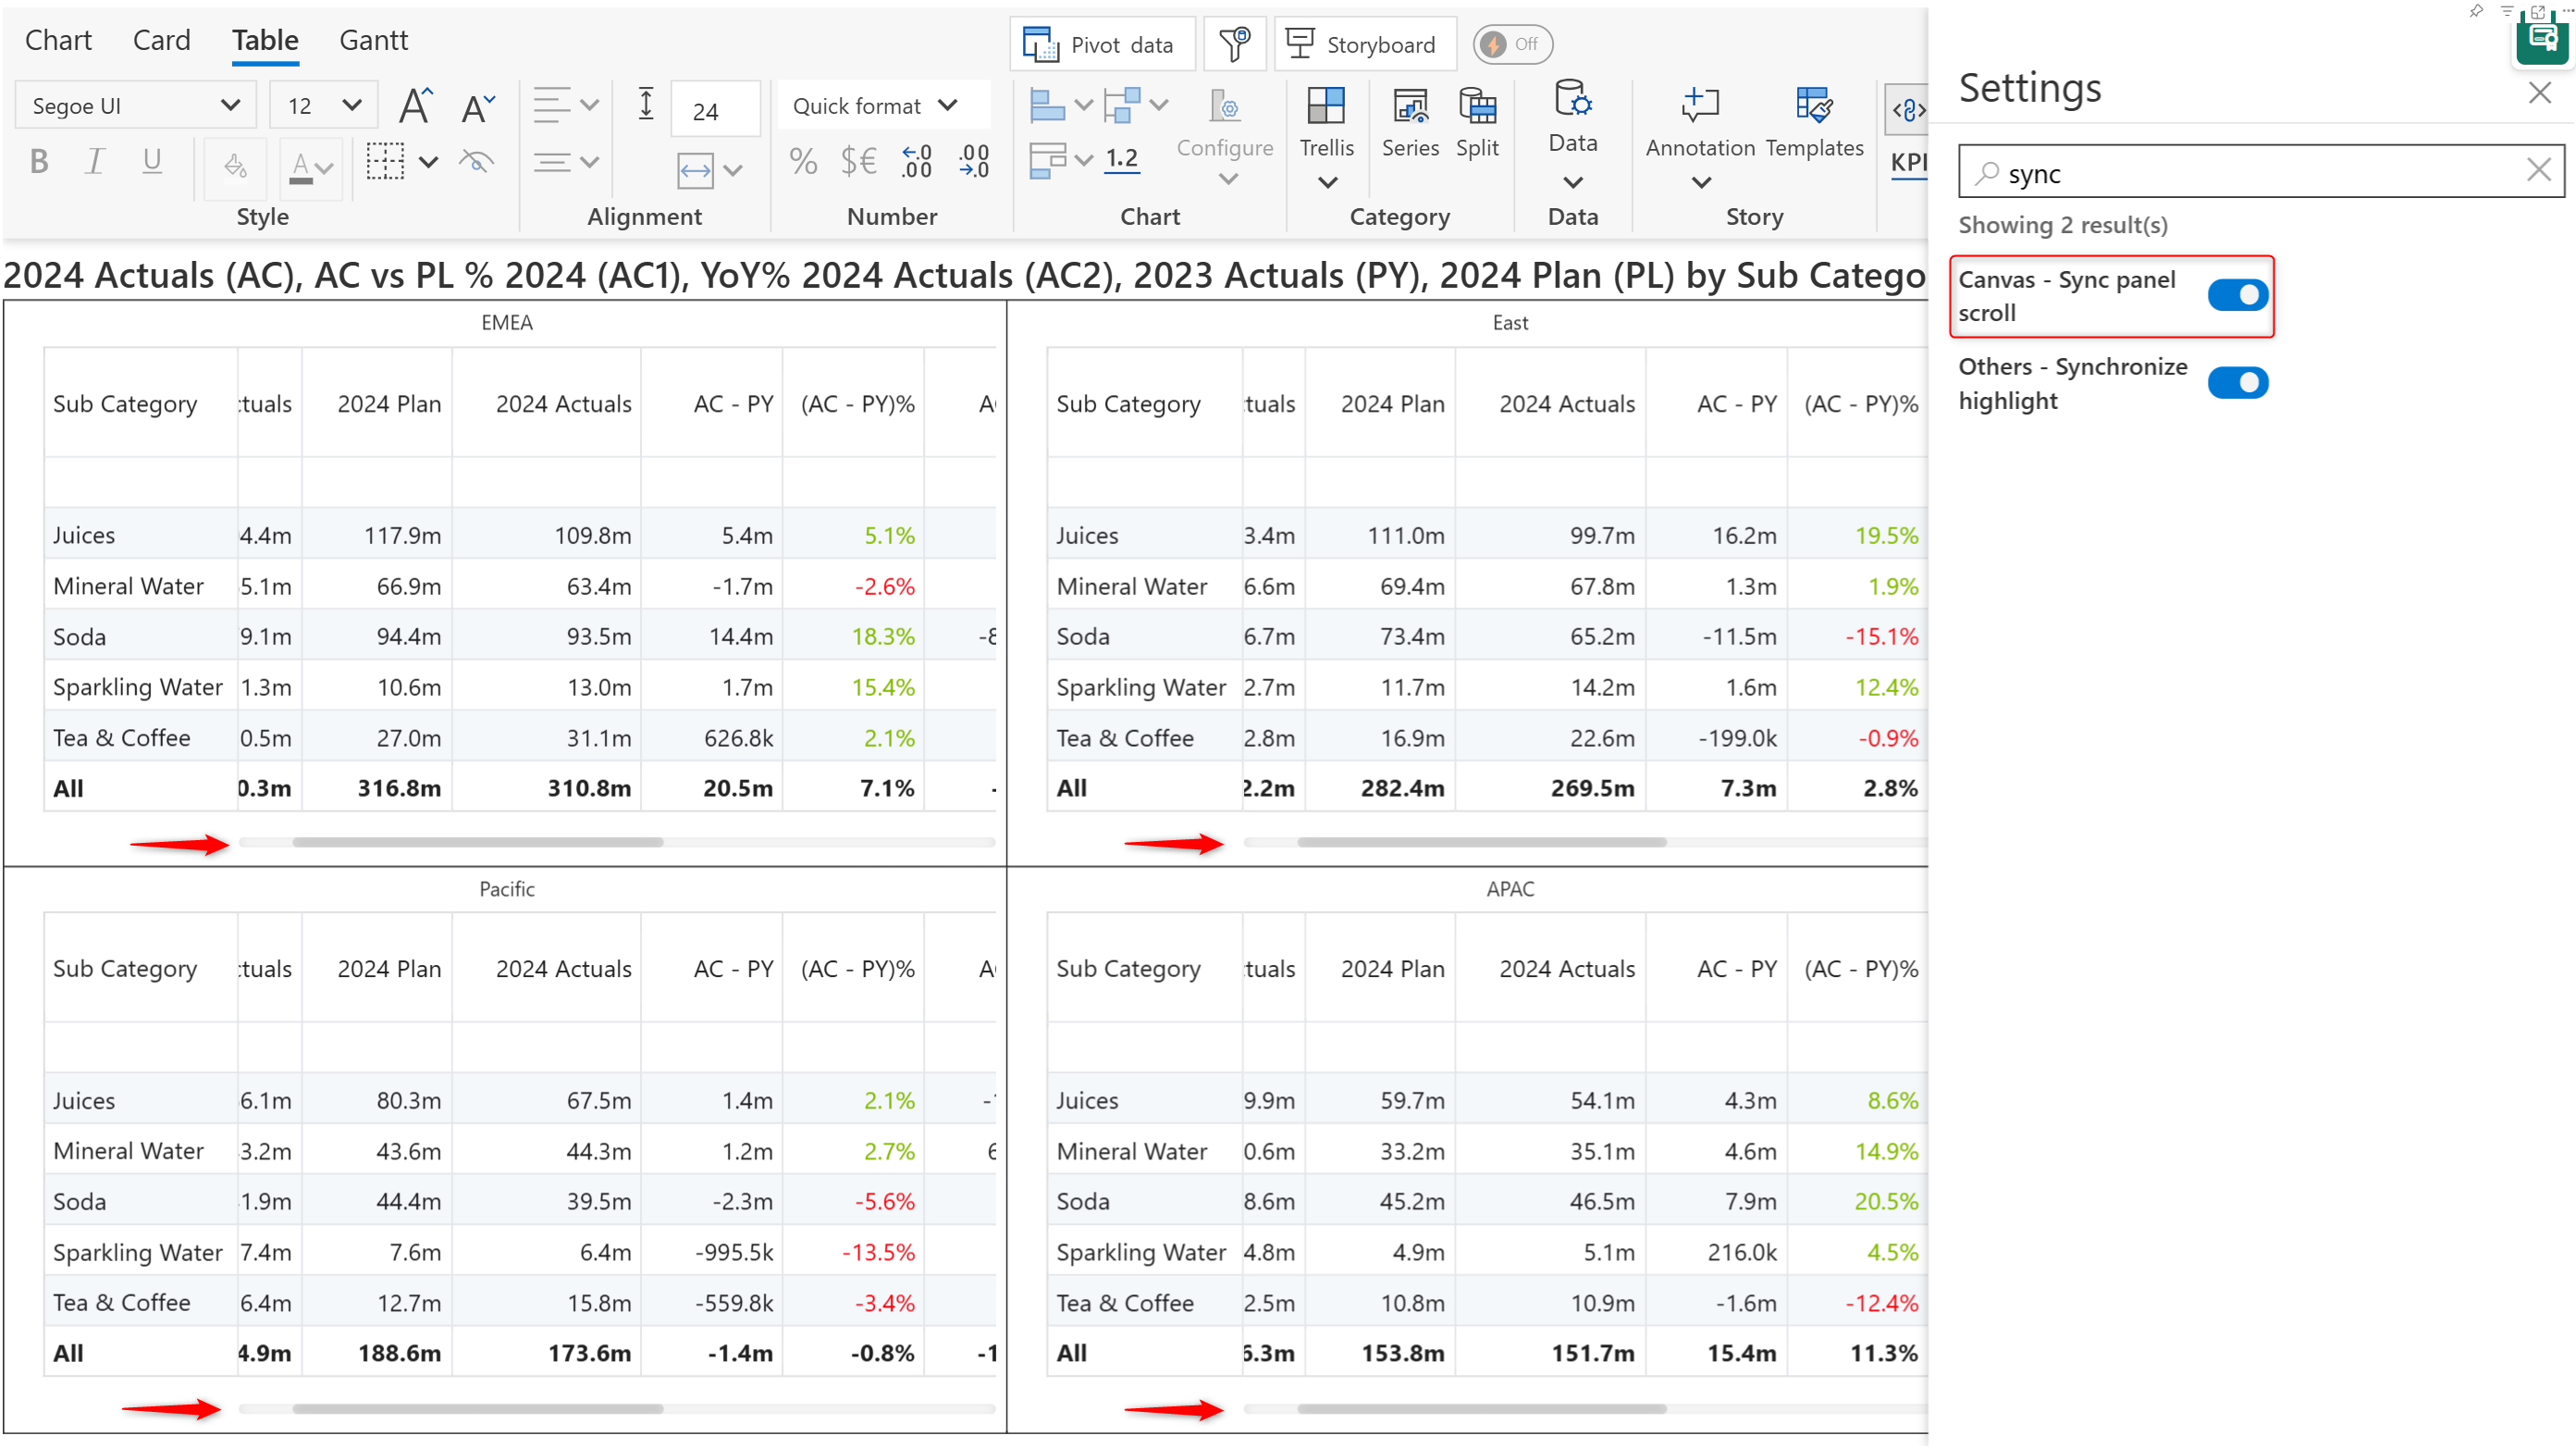 Chart Card Table Gantt
Pivot data Storyboard Off
Segoe UI 12 24 Quick format
B I U A % $€ 1.2
Configure Trellis Series Split Data Annotation Templates KPI
Style Alignment Number Chart Category Data Story
2024 Actuals (AC), AC vs PL % 2024 (AC1), YoY% 2024 Actuals (AC2), 2023 Actuals (PY), 2024 Plan (PL) by Sub Catego
EMEA
Sub Category ctuals 2024 Plan 2024 Actuals AC - PY (AC - PY)%
Juices 4.4m 117.9m 109.8m 5.4m 5.1%
Mineral Water 5.1m 66.9m 63.4m -1.7m -2.6%
Soda 9.1m 94.4m 93.5m 14.4m 18.3% -8
Sparkling Water 1.3m 10.6m 13.0m 1.7m 15.4%
Tea & Coffee 0.5m 27.0m 31.1m 626.8k 2.1%
All 0.3m 316.8m 310.8m 20.5m 7.1% -
East
Sub Category tuals 2024 Plan 2024 Actuals AC - PY (AC - PY)%
Juices 3.4m 111.0m 99.7m 16.2m 19.5%
Mineral Water 6.6m 69.4m 67.8m 1.3m 1.9%
Soda 6.7m 73.4m 65.2m -11.5m -15.1%
Sparkling Water 2.7m 11.7m 14.2m 1.6m 12.4%
Tea & Coffee 2.8m 16.9m 22.6m -199.0k -0.9%
All 2.2m 282.4m 269.5m 7.3m 2.8%
Pacific
Sub Category ctuals 2024 Plan 2024 Actuals AC - PY (AC - PY)%
Juices 6.1m 80.3m 67.5m 1.4m 2.1%
Mineral Water 3.2m 43.6m 44.3m 1.2m 2.7% 6
Soda 1.9m 44.4m 39.5m -2.3m -5.6%
Sparkling Water 7.4m 7.6m 6.4m -995.5k -13.5%
Tea & Coffee 6.4m 12.7m 15.8m -559.8k -3.4%
All 4.9m 188.6m 173.6m -1.4m -0.8% -1
APAC
Sub Category tuals 2024 Plan 2024 Actuals AC - PY (AC - PY)%
Juices 9.9m 59.7m 54.1m 4.3m 8.6%
Mineral Water 0.6m 33.2m 35.1m 4.6m 14.9%
Soda 8.6m 45.2m 46.5m 7.9m 20.5%
Sparkling Water 4.8m 4.9m 5.1m 216.0k 4.5%
Tea & Coffee 2.5m 10.8m 10.9m -1.6m -12.4%
All 6.3m 153.8m 151.7m 15.4m 11.3%
Settings
sync
Showing 2 result(s)
Canvas - Sync panel
scroll
Others - Synchronize
highlight